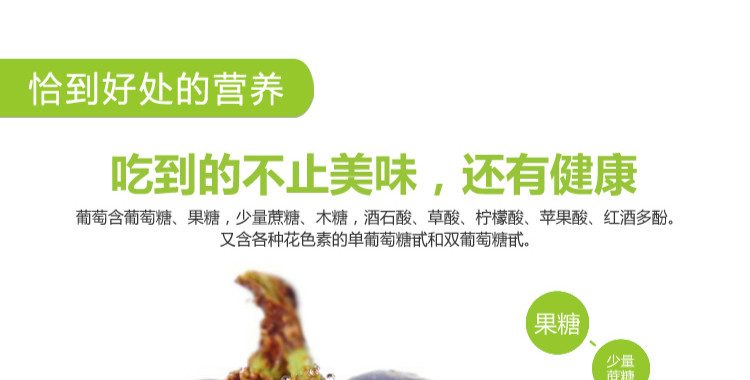 恰到好处的营养
吃到的不止美味，还有健康
葡萄含葡萄糖、果糖，少量蔗糖、木糖，酒石酸、草酸、柠檬酸、苹果酸、红酒多酚。
又含各种花色素的单葡萄糖甙和双葡萄糖甙。
果糖
少量
蔗糖